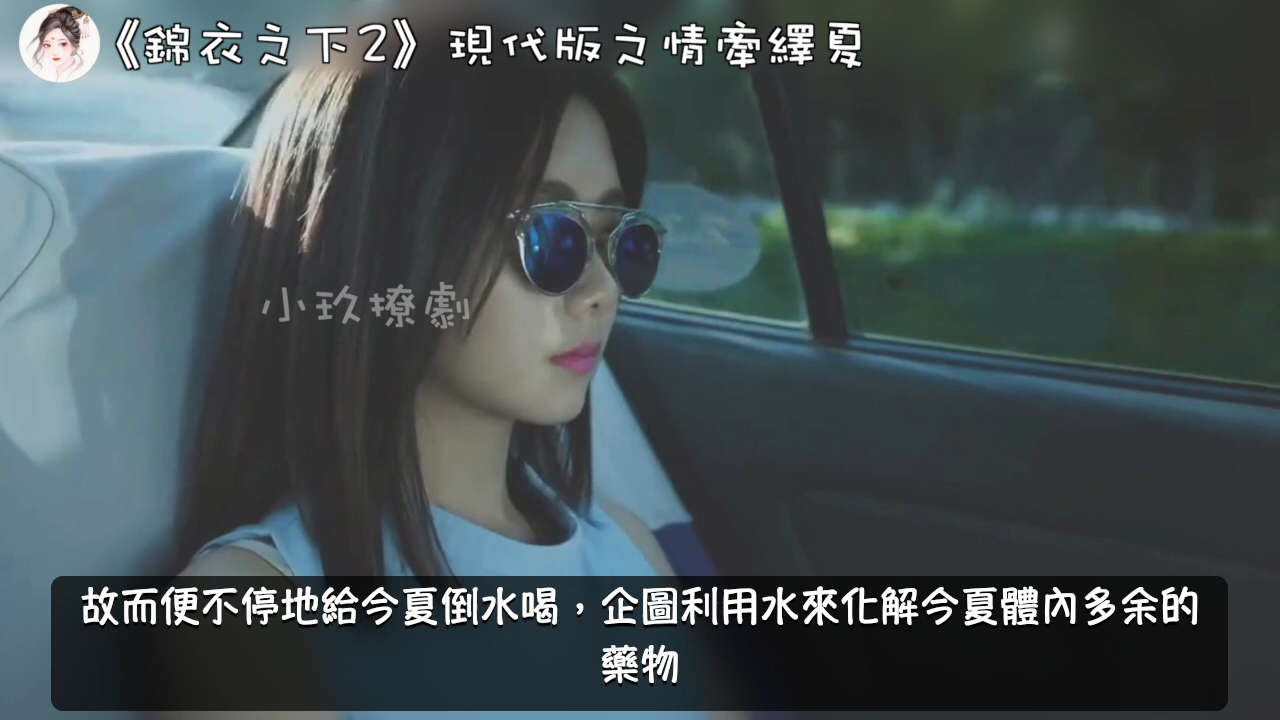 《錦衣之下2》現代版之情牽繹夏
小玖撩劇
故而便不停地給今夏倒水喝，企圖利用水來化解今夏體內多余的
藥物